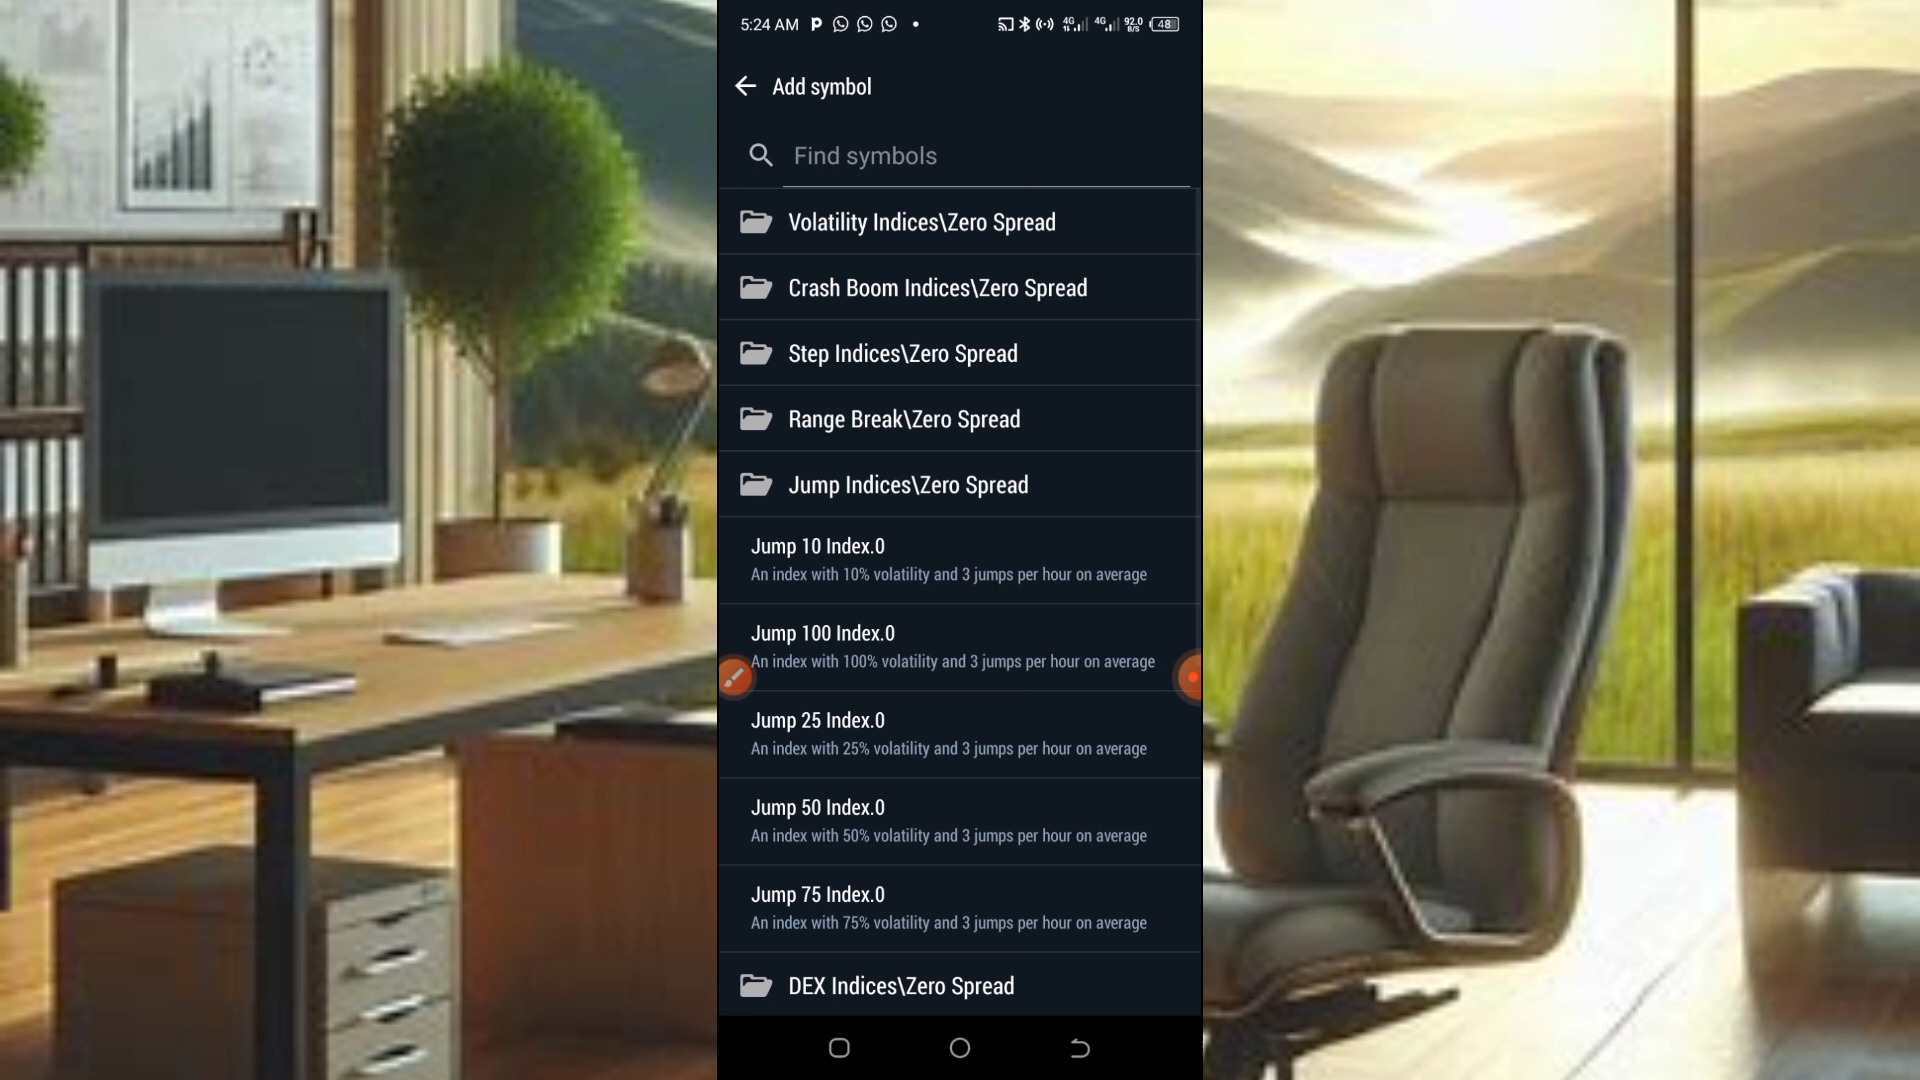 5:24 AM
4G
4G
92.0
B/S
48
Add symbol
Find symbols
Volatility Indices\Zero Spread
Crash Boom Indices\Zero Spread
Step Indices\Zero Spread
Range Break\Zero Spread
Jump Indices\Zero Spread
Jump 10 Index.0
An index with 10% volatility and 3 jumps per hour on average
Jump 100 Index.0
An index with 100% volatility and 3 jumps per hour on average
Jump 25 Index.0
An index with 25% volatility and 3 jumps per hour on average
Jump 50 Index.0
An index with 50% volatility and 3 jumps per hour on average
Jump 75 Index.0
An index with 75% volatility and 3 jumps per hour on average
DEX Indices\Zero Spread